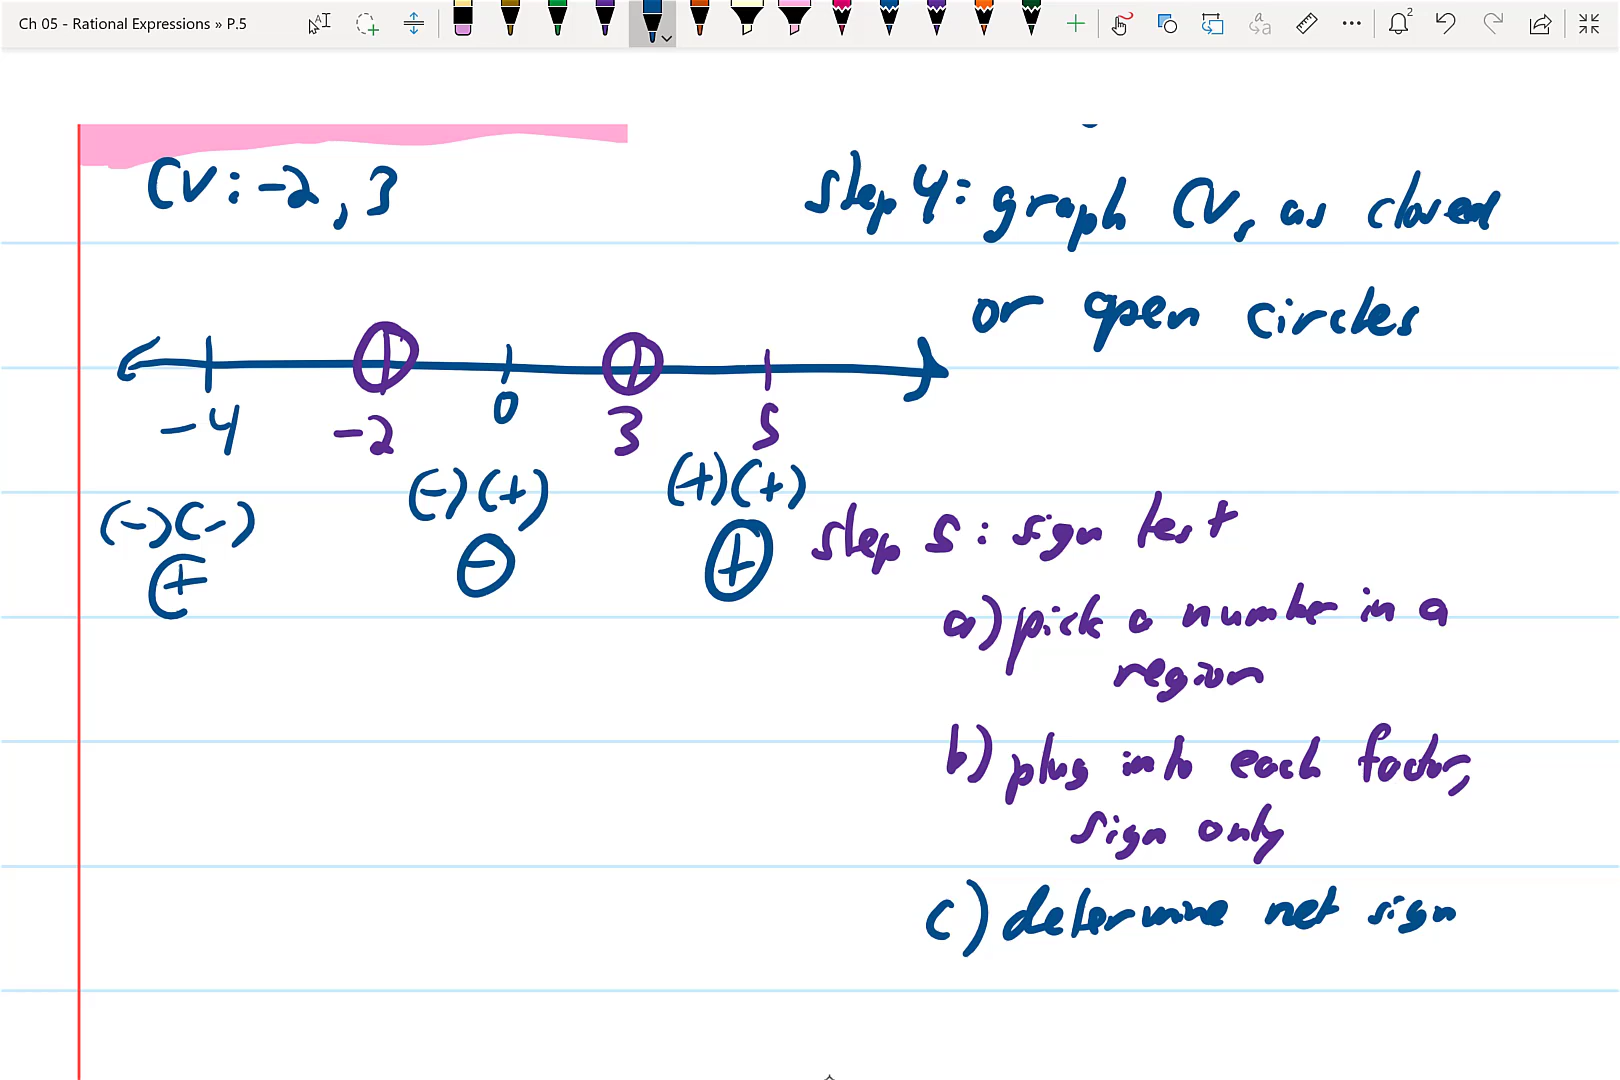 Ch 05 - Rational Expressions » P.5
2
CV: -2, 3
step 4: graph CV, as closed
or open circles
-4 -2 0 3 5
(-)(-) (-)(+) (+)(+)
+ - +
step 5: sign test
a) pick a number in a
region
b) plug into each factor,
sign only
c) determine net sign